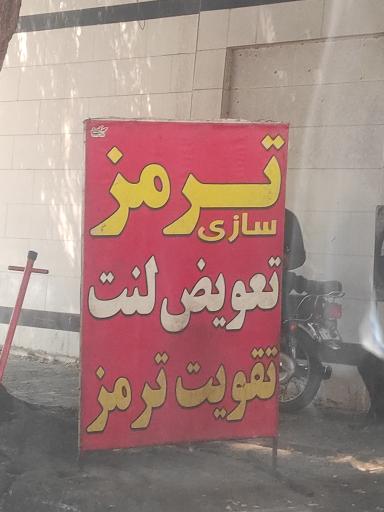 ترمز
سازی
تعویض لنت
تقویت ترمز